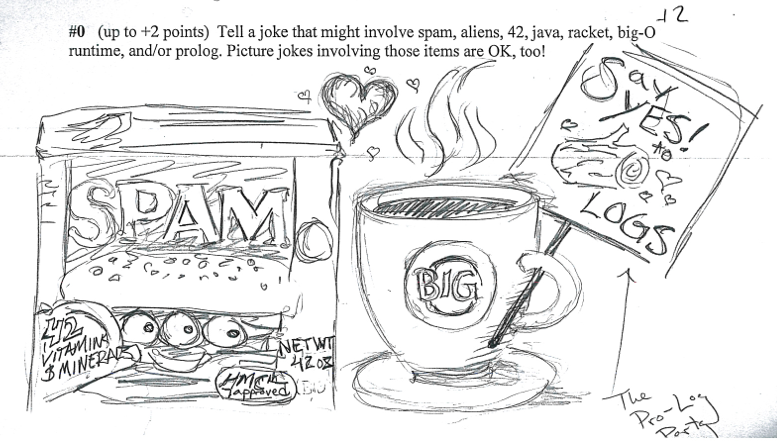 #0 (up to +2 points) Tell a joke that might involve spam, aliens, 42, java, racket, big-O
runtime, and/or prolog. Picture jokes involving those items are OK, too!
+2
SPAM
42
VITAMINS
& MINERALS
NET WT
42 OZ
approved
BIG
Say
YES!
to
LOGS
The
Pro-Log
Party